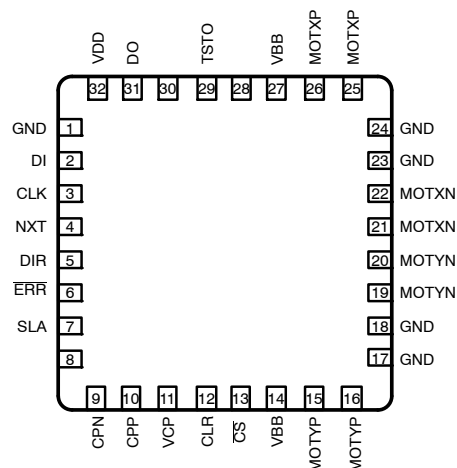 VDD DO TSTO VBB MOTXP MOTXP
32 31 30 29 28 27 26 25
GND 1 24 GND
DI 2 23 GND
CLK 3 22 MOTXN
NXT 4 21 MOTXN
DIR 5 20 MOTYN
ERR 6 19 MOTYN
SLA 7 18 GND
8 17 GND
9 10 11 12 13 14 15 16
CPN CPP VCP CLR CS VBB MOTYP MOTYP